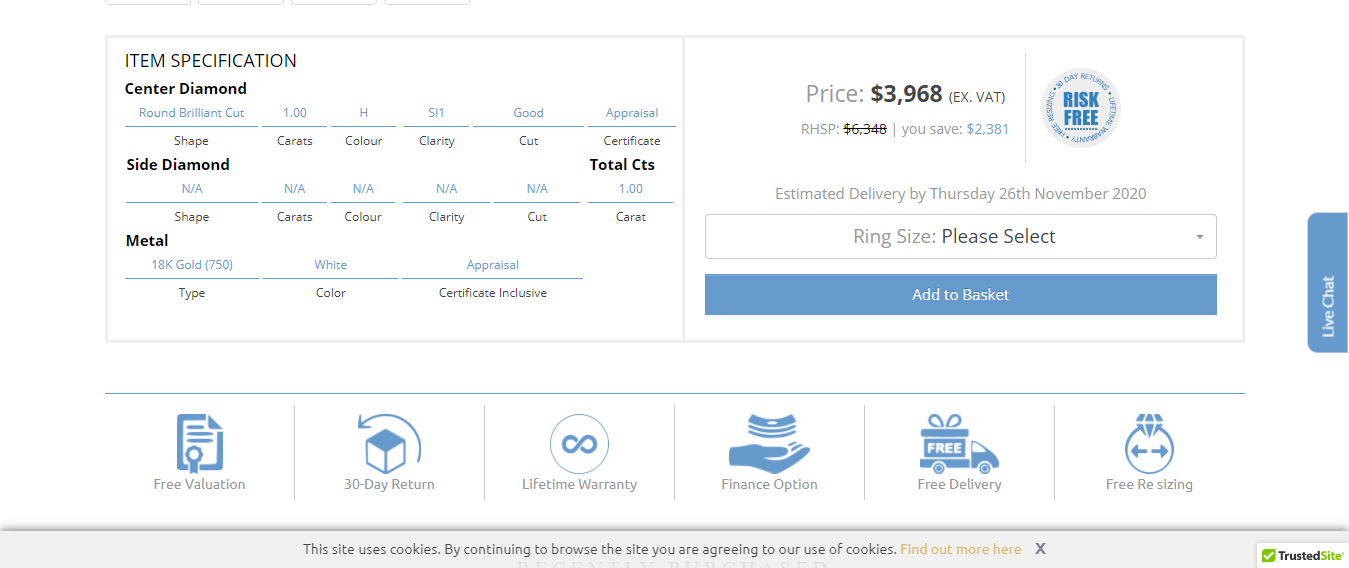 ITEM SPECIFICATION
Center Diamond
Round Brilliant Cut 1.00 H SI1 Good Appraisal
Shape Carats Colour Clarity Cut Certificate
Side Diamond Total Cts
N/A N/A N/A N/A N/A 1.00
Shape Carats Colour Clarity Cut Carat
Metal
18K Gold (750) White Appraisal
Type Color Certificate Inclusive
Price: $3,968 (EX. VAT)
RHSP: $6,348 | you save: $2,381
30 DAY RETURNS • LIFETIME WARRANTY • FREE RESIZING •
RISK
FREE
Estimated Delivery by Thursday 26th November 2020
Ring Size: Please Select
Add to Basket
Live Chat
Free Valuation
30-Day Return
Lifetime Warranty
Finance Option
FREE
Free Delivery
Free Re sizing
This site uses cookies. By continuing to browse the site you are agreeing to our use of cookies. Find out more here X
TrustedSite
RECENTLY PURCHASED